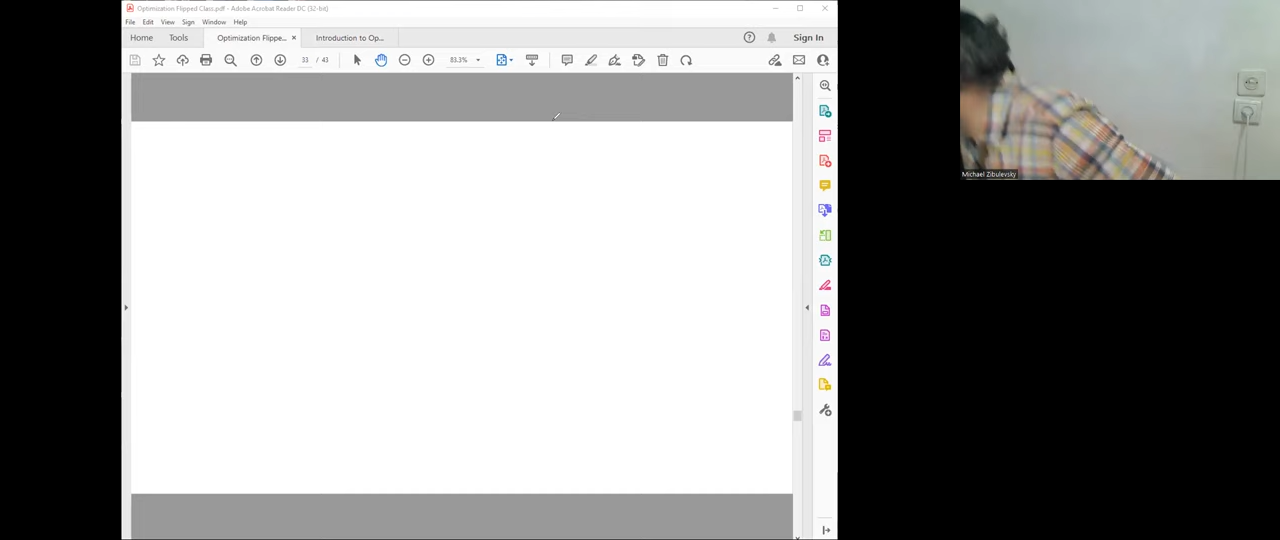 Optimization Flipped Class.pdf - Adobe Acrobat Reader DC (32-bit)
File Edit View Sign Window Help
Home Tools Optimization Flippe... × Introduction to Op... Sign In
33 / 43 83.3%
Michael Zibulevsky